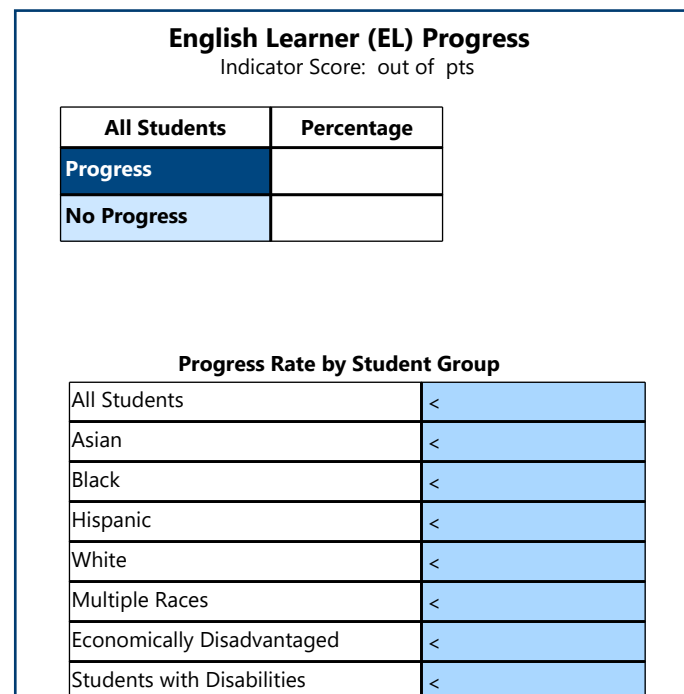 English Learner (EL) Progress
Indicator Score:  out of  pts
All Students Percentage
Progress
No Progress
Progress Rate by Student Group
All Students <
Asian <
Black <
Hispanic <
White <
Multiple Races <
Economically Disadvantaged <
Students with Disabilities <